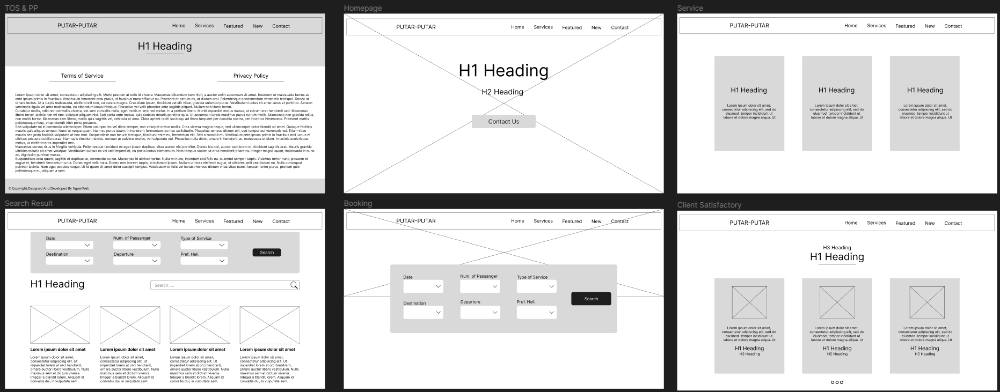 TOS & PP
PUTAR-PUTAR
Home Services Featured New Contact
H1 Heading
Terms of Service
Privacy Policy
Lorem ipsum dolor sit amet, consectetur adipiscing elit. Morbi pretium at odio id viverra. Maecenas bibendum sem nibh, a auctor enim accumsan sit amet. Interdum et malesuada fames ac
ante ipsum primis in faucibus. Vestibulum hendrerit arcu purus, id faucibus nunc efficitur eu. Praesent et dictum ex, at dictum orci. Pellentesque condimentum venenatis tristique. Donec id
ornare lectus. Ut a turpis malesuada, eleifend elit non, vulputate magna. Cras diam ipsum, tincidunt vel elit vitae, gravida euismod purus. Vestibulum luctus sit amet lacus et porttitor. Aenean
venenatis ligula vel urna malesuada, eu bibendum lacus tristique. Phasellus vel velit pharetra ante sagittis aliquet. Nullam non libero lorem.
Curabitur mollis, odio non convallis viverra, est sem convallis nulla, eget mollis mi erat vel metus. In a pretium libero. Morbi imperdiet metus massa, ut rutrum erat hendrerit sed. Maecenas
libero tortor, lacinia non mi nec, volutpat aliquam nisi. Sed porta ante metus, quis sodales mauris porttitor quis. Ut accumsan turpis maximus purus rutrum mollis. Maecenas non gravida tellus,
non mollis tortor. Maecenas sem libero, mollis quis sagittis vel, vehicula at urna. Class aptent taciti sociosqu ad litora torquent per conubia nostra, per inceptos himenaeos. Praesent mattis
pellentesque risus, vitae blandit nibh porta posuere.
Sed vulputate mi in commodo ullamcorper. Etiam volutpat leo vel diam semper, non volutpat metus mollis. Cras viverra magna neque, sed ullamcorper dolor blandit sit amet. Quisque facilisis
mauris quis aliquet tempor. Nunc ut neque quam. Nam eu purus quam. In hendrerit fermentum leo nec sollicitudin. Phasellus tempus dictum elit, sed tempor est venenatis vel. Etiam vitae
mauris sed justo facilisis vulputate at nec erat. Suspendisse non mauris tristique, tincidunt enim eu, fermentum elit. Sed a suscipit mi. Vestibulum ante ipsum primis in faucibus orci luctus et
ultrices posuere cubilia curae; Nam quis tincidunt lectus. Aenean ut pulvinar metus, vel vulputate dui. Phasellus nulla dolor, ornare in hendrerit ac, malesuada et diam. In lacinia scelerisque
metus, ut eleifend eros imperdiet nec.
Maecenas cursus risus in fringilla vehicula. Pellentesque tincidunt ex eget ipsum dapibus, vitae auctor nisi porttitor. Donec leo nisi, auctor sed lorem et, tincidunt sagittis erat. Mauris gravida
ultricies mauris sit amet volutpat. Vestibulum cursus ex vel velit imperdiet, eu porta lectus elementum. Nam tempus sapien ut eros hendrerit pharetra. Integer magna quam, malesuada in nunc
ac, dignissim pulvinar massa.
Suspendisse arcu quam, sagittis et dapibus ac, commodo ac leo. Maecenas id ultrices tortor. Nulla mi nunc, interdum sed felis eu, euismod semper turpis. Vivamus tortor nunc, posuere et
augue et, hendrerit fermentum urna. Donec eget velit nulla. Donec non laoreet turpis, id euismod ipsum. Nullam ultrices eleifend augue, ut ultricies velit vestibulum eu. Nulla consequat
pulvinar lacinia. Nam eget sodales neque. Ut id quam sit amet dolor suscipit tempus. Vestibulum et felis vel lectus rhoncus dictum vitae vitae nunc. Aenean tortor purus, pretium quis
pellentesque eu, aliquam a sem.
© Copyright.Designed And Developed By NgawiWeb
Homepage
PUTAR-PUTAR
Home Services Featured New Contact
H1 Heading
H2 Heading
Contact Us
Service
PUTAR-PUTAR
Home Services Featured New Contact
H1 Heading
Lorem ipsum dolor sit amet,
consectetur adipiscing elit, sed do
eiusmod tempor incididunt ut
labore et dolore magna aliqua. Ut
H1 Heading
Lorem ipsum dolor sit amet,
consectetur adipiscing elit, sed do
eiusmod tempor incididunt ut
labore et dolore magna aliqua. Ut
H1 Heading
Lorem ipsum dolor sit amet,
consectetur adipiscing elit, sed do
eiusmod tempor incididunt ut
labore et dolore magna aliqua. Ut
Search Result
PUTAR-PUTAR
Home Services Featured New Contact
Date
Num. of Passanger
Type of Service
Destination
Departure
Pref. Heli.
Search
H1 Heading
Search.....
Lorem ipsum dolor sit amet
Lorem ipsum dolor sit amet,
consectetur adipiscing elit. Ut
imperdiet lorem at orci hendrerit,
ornare auctor libero vestibulum. Nulla
maximus sem et dictum viverra.
Integer a blandit lorem. Aliquam id
convallis dui, in vulputate sem.
Lorem ipsum dolor sit amet
Lorem ipsum dolor sit amet,
consectetur adipiscing elit. Ut
imperdiet lorem at orci hendrerit,
ornare auctor libero vestibulum. Nulla
maximus sem et dictum viverra.
Integer a blandit lorem. Aliquam id
convallis dui, in vulputate sem.
Lorem ipsum dolor sit amet
Lorem ipsum dolor sit amet,
consectetur adipiscing elit. Ut
imperdiet lorem at orci hendrerit,
ornare auctor libero vestibulum. Nulla
maximus sem et dictum viverra.
Integer a blandit lorem. Aliquam id
convallis dui, in vulputate sem.
Lorem ipsum dolor sit amet
Lorem ipsum dolor sit amet,
consectetur adipiscing elit. Ut
imperdiet lorem at orci hendrerit,
ornare auctor libero vestibulum. Nulla
maximus sem et dictum viverra.
Integer a blandit lorem. Aliquam id
convallis dui, in vulputate sem.
Booking
PUTAR-PUTAR
Home Services Featured New Contact
Date
Num. of Passanger
Type of Service
Destination
Departure
Pref. Heli.
Search
Client Satisfactory
PUTAR-PUTAR
Home Services Featured New Contact
H3 Heading
H1 Heading
Lorem ipsum dolor sit amet,
consectetur adipiscing elit, sed do
eiusmod tempor incididunt ut
labore et dolore magna aliqua. Ut
H1 Heading
H2 Heading
Lorem ipsum dolor sit amet,
consectetur adipiscing elit, sed do
eiusmod tempor incididunt ut
labore et dolore magna aliqua. Ut
H1 Heading
H2 Heading
Lorem ipsum dolor sit amet,
consectetur adipiscing elit, sed do
eiusmod tempor incididunt ut
labore et dolore magna aliqua. Ut
H1 Heading
H2 Heading